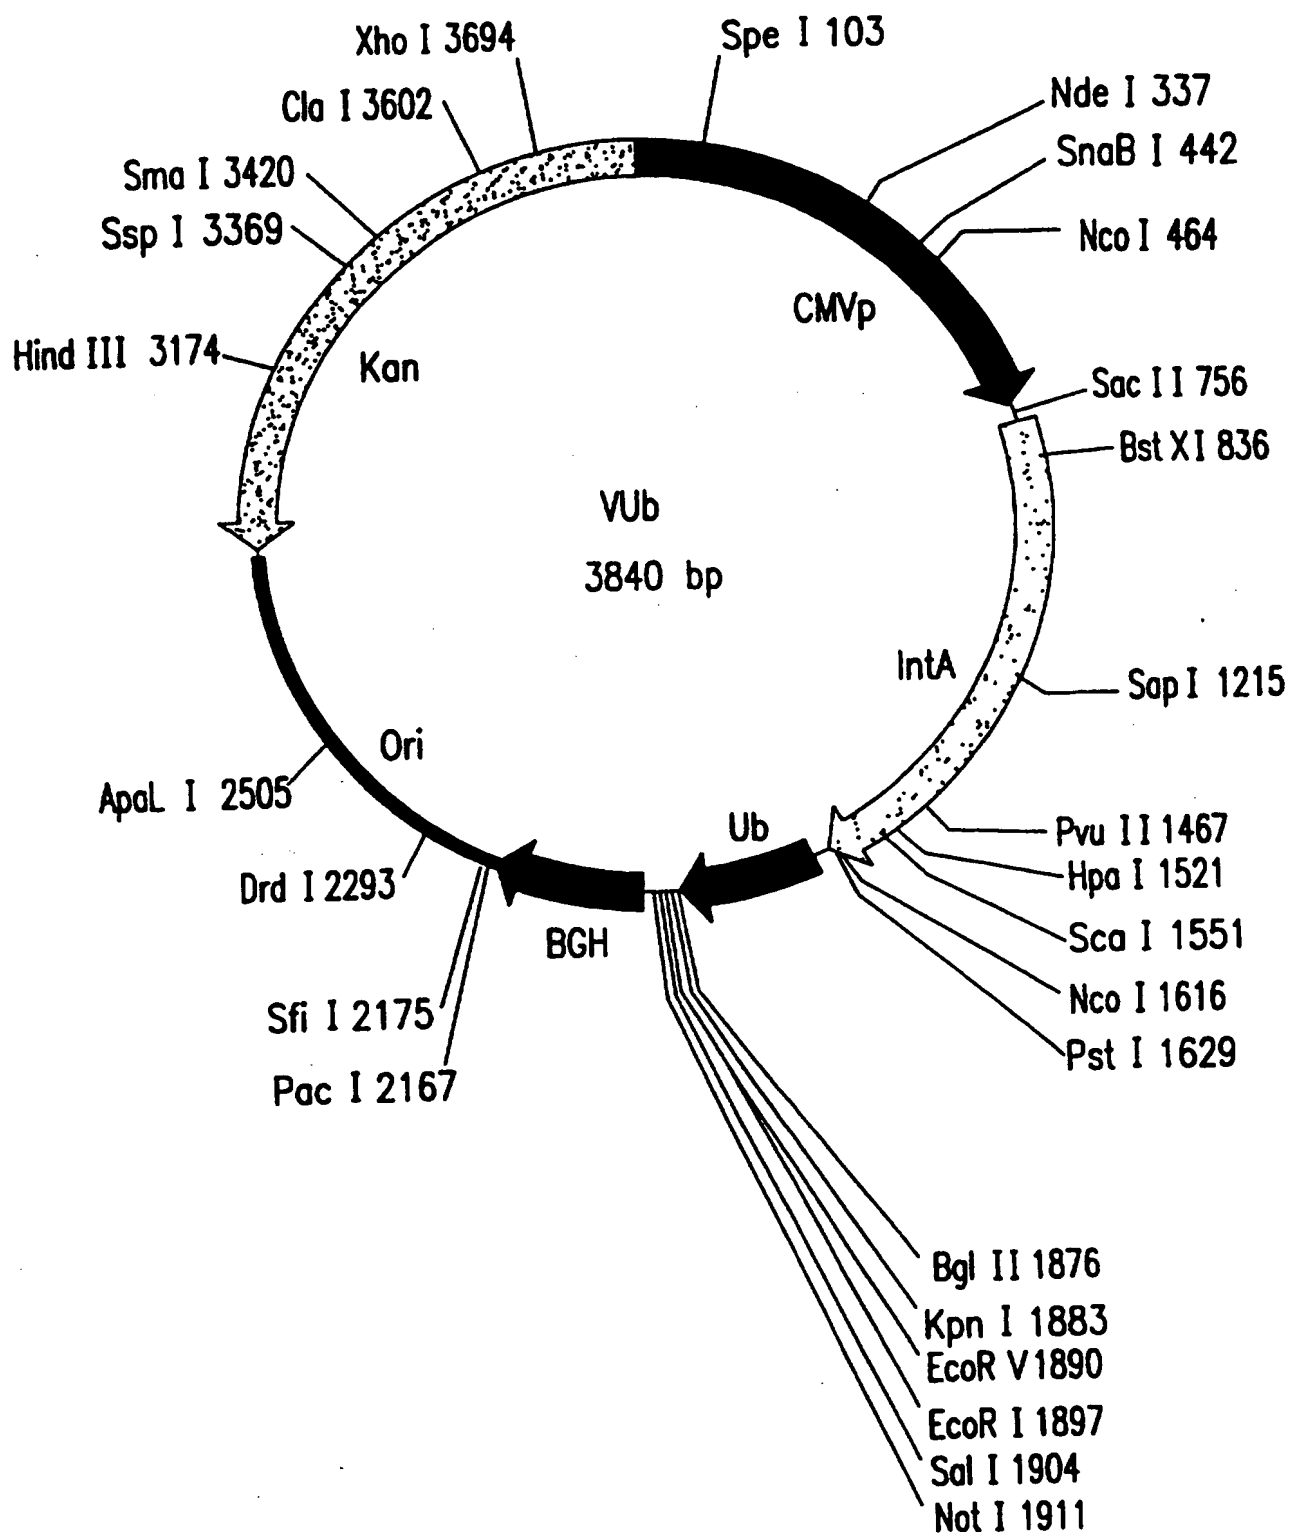 Xho I 3694
Spe I 103
Cla I 3602
Nde I 337
Sma I 3420
SnaB I 442
Ssp I 3369
Nco I 464
CMVp
Hind III 3174
Kan
Sac II 756
Bst XI 836
VUb
3840 bp
IntA
Sap I 1215
Ori
ApaL I 2505
Ub
Pvu II 1467
Drd I 2293
Hpa I 1521
BGH
Sca I 1551
Sfi I 2175
Nco I 1616
Pac I 2167
Pst I 1629
Bgl II 1876
Kpn I 1883
EcoR V 1890
EcoR I 1897
Sal I 1904
Not I 1911